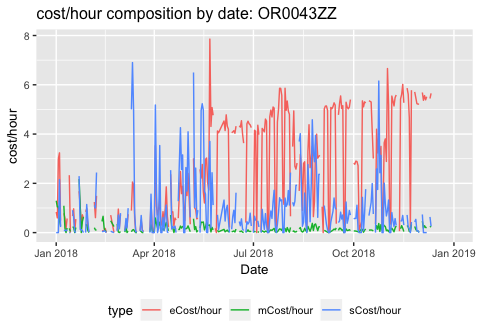 cost/hour composition by date: OR0043ZZ
cost/hour
8
6
4
2
0
Jan 2018 Apr 2018 Jul 2018 Oct 2018 Jan 2019
Date
type eCost/hour mCost/hour sCost/hour